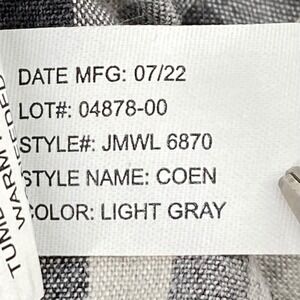 DATE MFG: 07/22
LOT#: 04878-00
STYLE#: JMWL 6870
STYLE NAME: COEN
COLOR: LIGHT GRAY